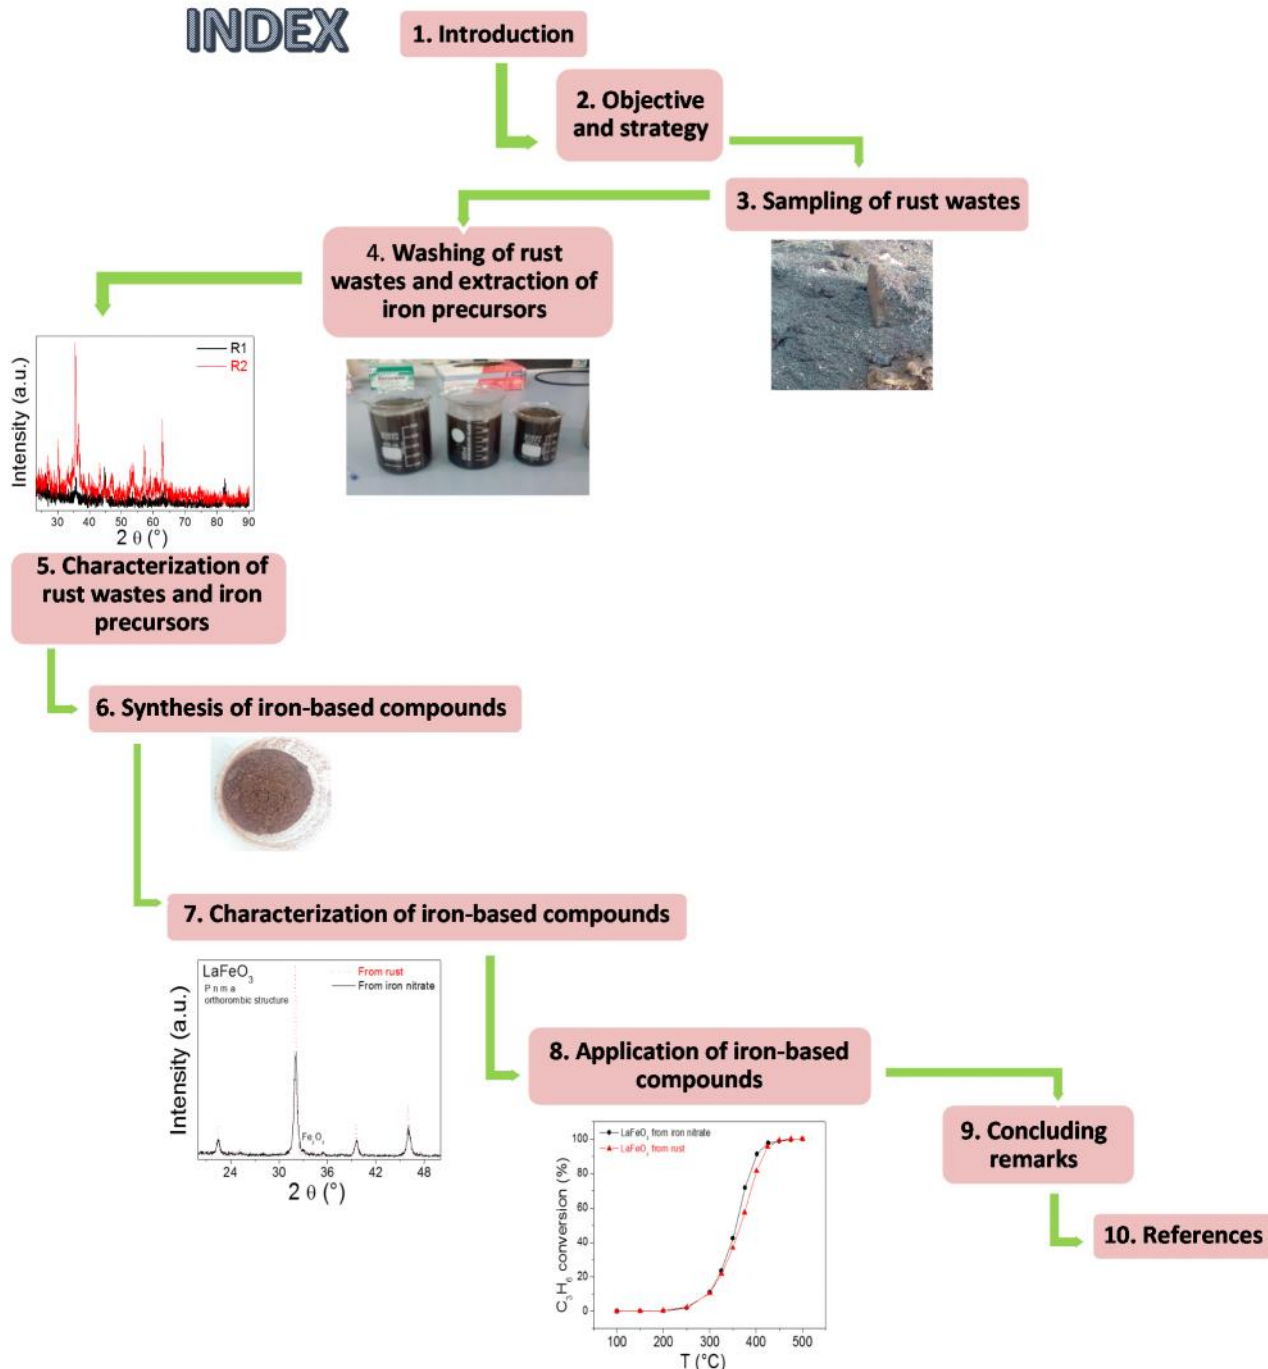 INDEX
1. Introduction
2. Objective
and strategy
3. Sampling of rust wastes
4. Washing of rust
wastes and extraction of
iron precursors
R1
R2
Intensity (a.u.)
30 40 50 60 70 80 90
2 θ (°)
5. Characterization of
rust wastes and iron
precursors
6. Synthesis of iron-based compounds
7. Characterization of iron-based compounds
LaFeO3
P n m a
orthorombic structure
From rust
From iron nitrate
Intensity (a.u.)
Fe2O3
24 32 36 42 48
2 θ (°)
8. Application of iron-based
compounds
LaFeO3 from iron nitrate
LaFeO3 from rust
C3H6 conversion (%)
100
80
60
40
20
0
100 200 300 400 500
T (°C)
9. Concluding
remarks
10. References